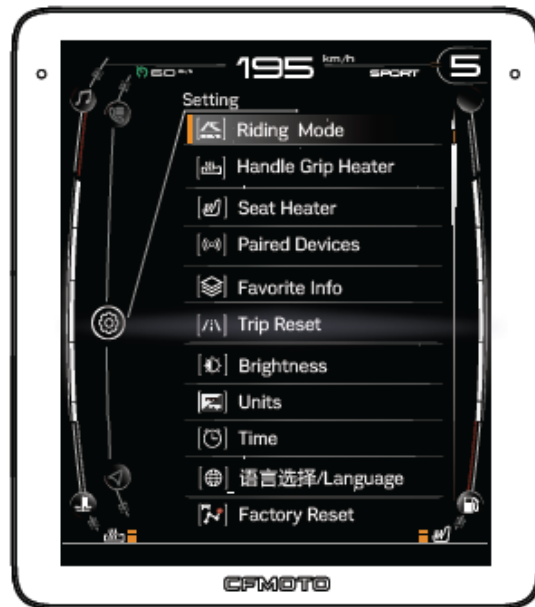 60
195 km/h
SPORT
5
Setting
Riding Mode
Handle Grip Heater
Seat Heater
Paired Devices
Favorite Info
Trip Reset
Brightness
Units
Time
语言选择/Language
Factory Reset
CFMOTO